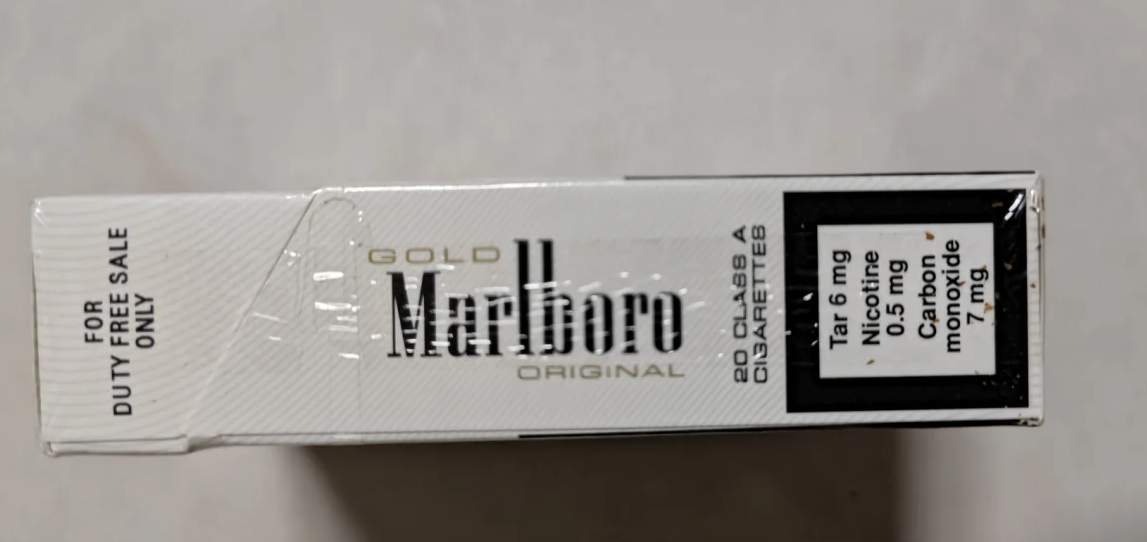 FOR
DUTY FREE SALE
ONLY
GOLD
Marlboro
ORIGINAL
20 CLASS A
CIGARETTES
Tar 6 mg
Nicotine
0.5 mg
Carbon
monoxide
7 mg